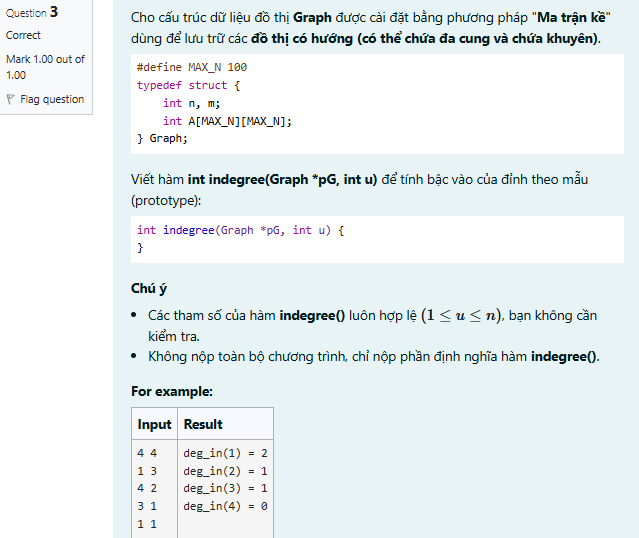 Question 3
Correct
Mark 1.00 out of
1.00
Flag question
Cho cấu trúc dữ liệu đồ thị Graph được cài đặt bằng phương pháp "Ma trận kề"
dùng để lưu trữ các đồ thị có hướng (có thể chứa đa cung và chứa khuyên).
#define MAX_N 100
typedef struct {
    int n, m;
    int A[MAX_N][MAX_N];
} Graph;
Viết hàm int indegree(Graph *pG, int u) để tính bậc vào của đỉnh theo mẫu
(prototype):
int indegree(Graph *pG, int u) {
}
Chú ý
• Các tham số của hàm indegree() luôn hợp lệ (1 ≤ u ≤ n), bạn không cần
kiểm tra.
• Không nộp toàn bộ chương trình, chỉ nộp phần định nghĩa hàm indegree().
For example:
Input Result
4 4 deg_in(1) = 2
1 3 deg_in(2) = 1
4 2 deg_in(3) = 1
3 1 deg_in(4) = 0
1 1